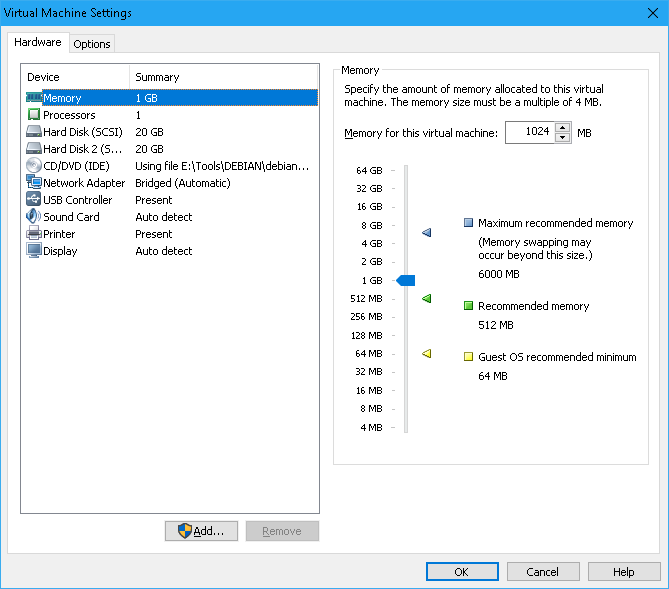 Virtual Machine Settings
Hardware Options
Device Summary
Memory 1 GB
Processors 1
Hard Disk (SCSI) 20 GB
Hard Disk 2 (S... 20 GB
CD/DVD (IDE) Using file E:\Tools\DEBIAN\debian...
Network Adapter Bridged (Automatic)
USB Controller Present
Sound Card Auto detect
Printer Present
Display Auto detect
Add... Remove
Memory
Specify the amount of memory allocated to this virtual
machine. The memory size must be a multiple of 4 MB.
Memory for this virtual machine: 1024 MB
64 GB
32 GB
16 GB
8 GB
4 GB
2 GB
1 GB
512 MB
256 MB
128 MB
64 MB
32 MB
16 MB
8 MB
4 MB
Maximum recommended memory
(Memory swapping may
occur beyond this size.)
6000 MB
Recommended memory
512 MB
Guest OS recommended minimum
64 MB
OK Cancel Help